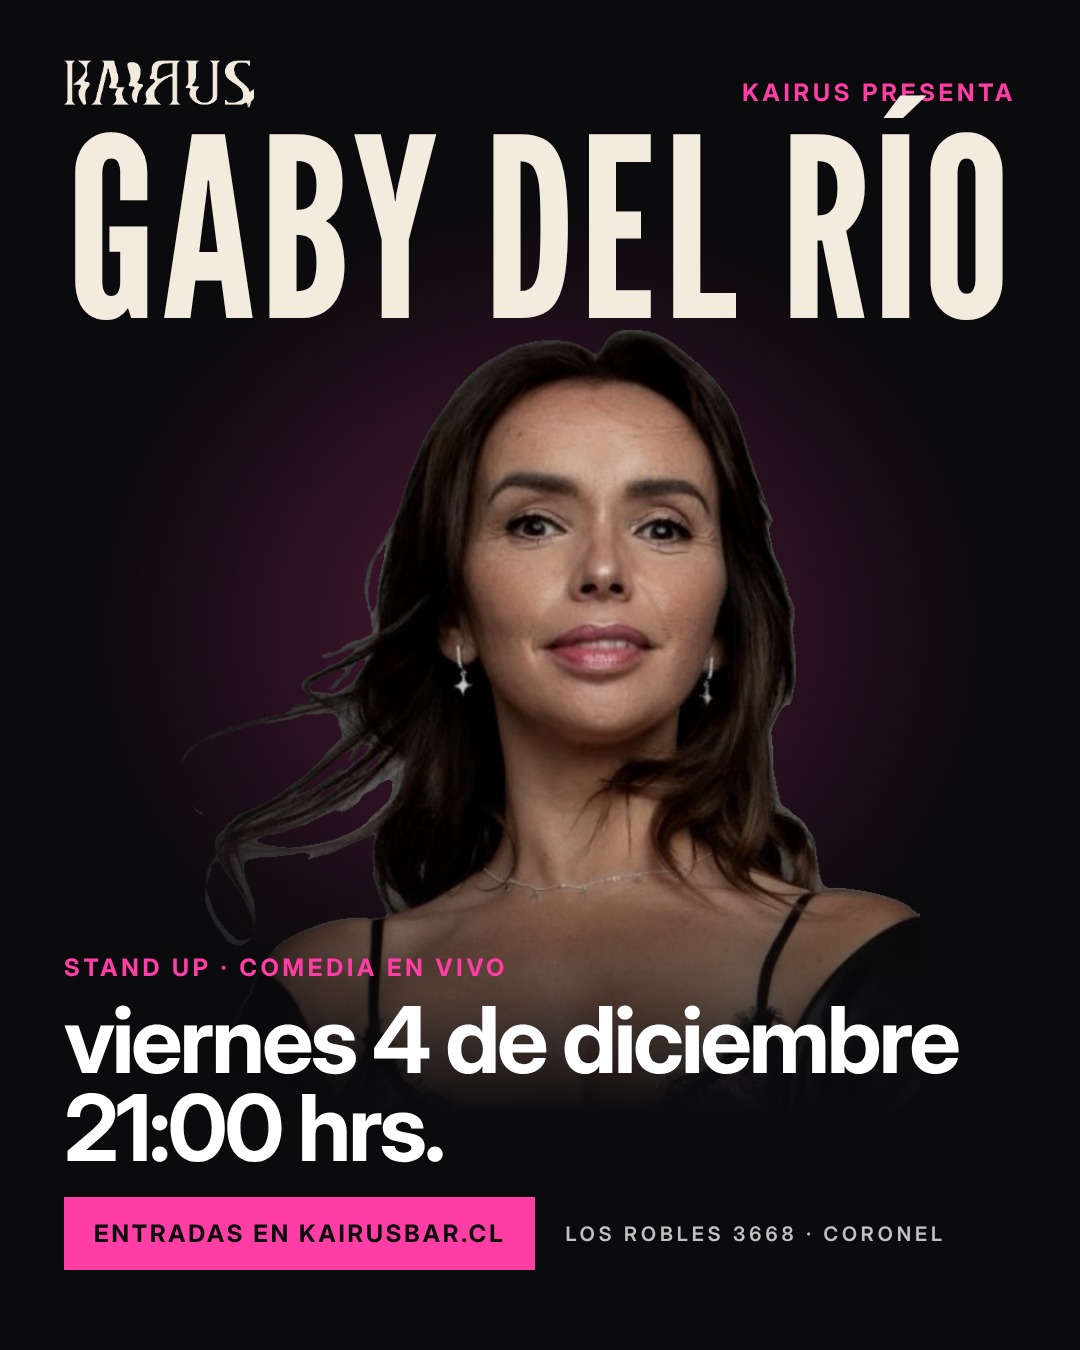 KAIRUS
KAIRUS PRESENTA
GABY DEL RÍO
STAND UP · COMEDIA EN VIVO
viernes 4 de diciembre
21:00 hrs.
ENTRADAS EN KAIRUSBAR.CL
LOS ROBLES 3668 · CORONEL